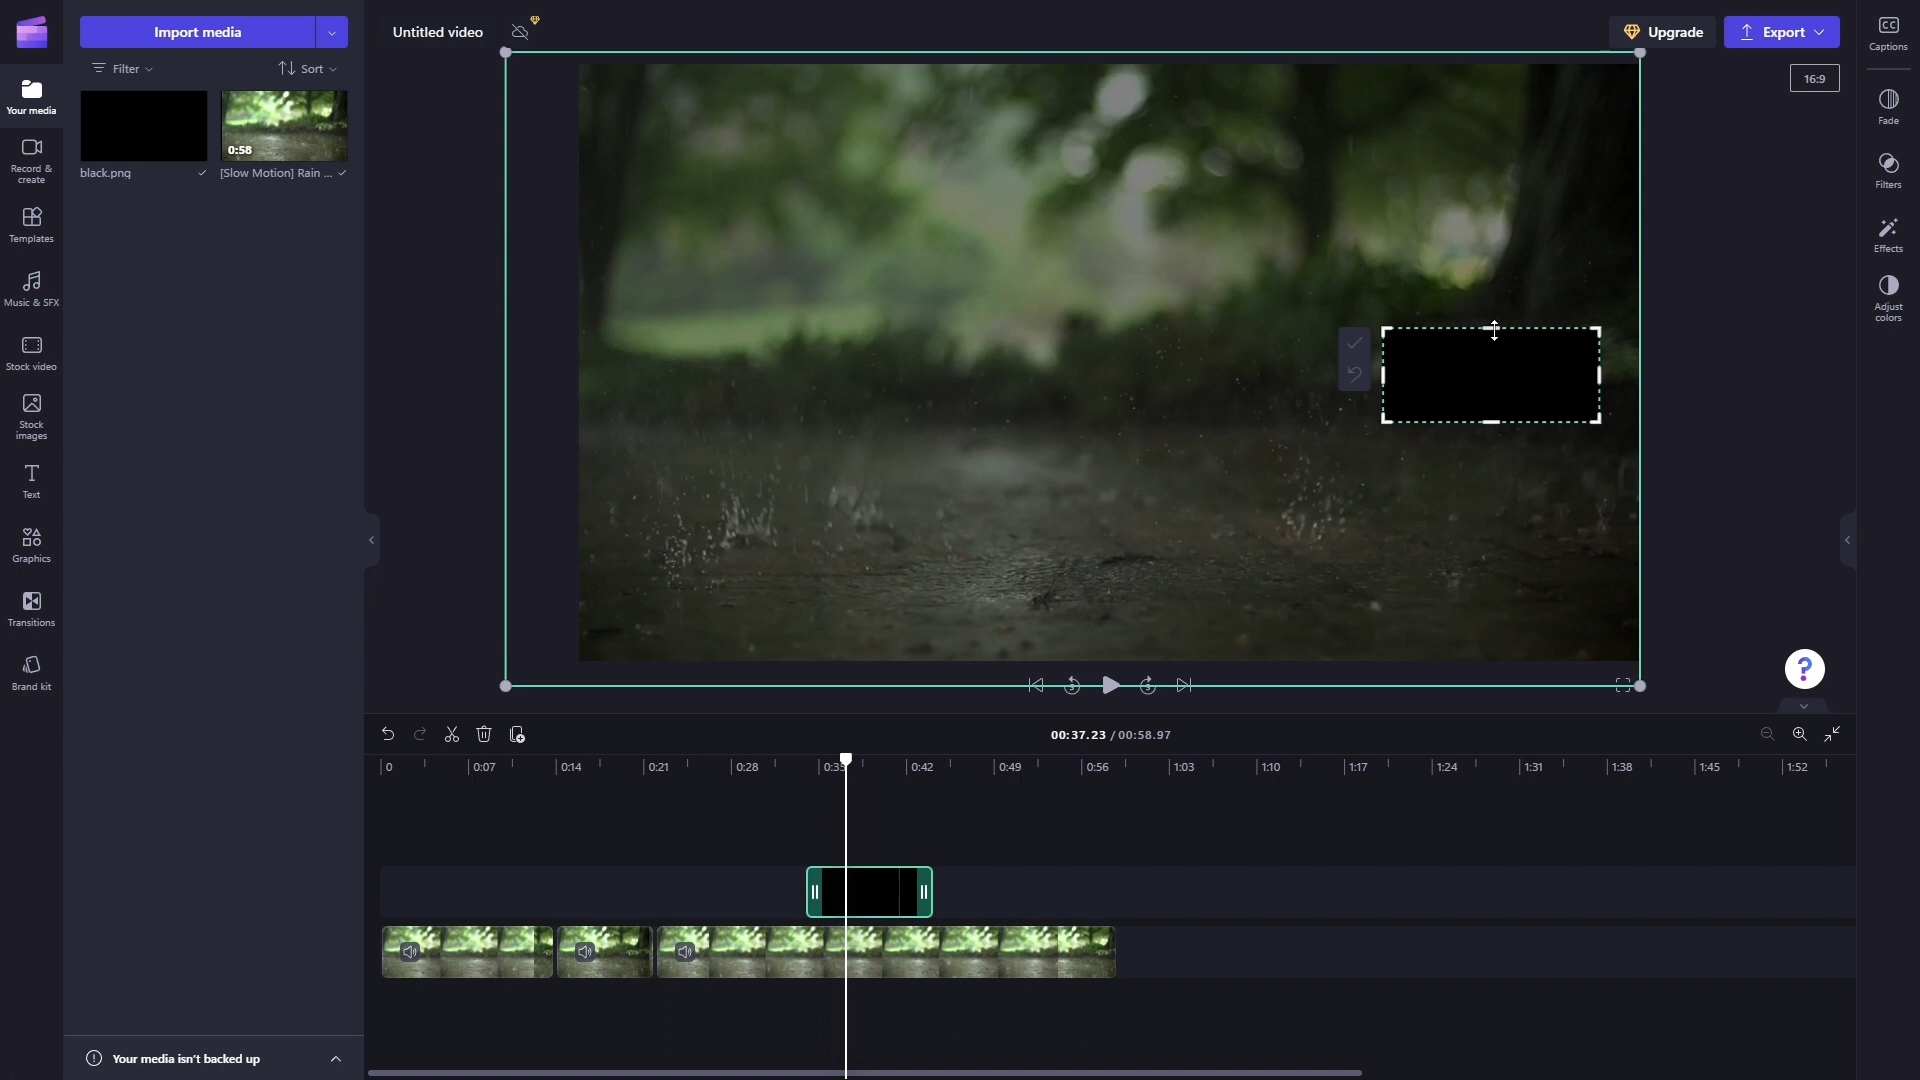 Import media
Untitled video
Upgrade
Export
Captions
Filter
Sort
16:9
Your media
Fade
0:58
black.png
[Slow Motion] Rain ...
Record &
create
Filters
Templates
Effects
Music & SFX
Adjust
colors
Stock video
Stock
images
Text
Graphics
Transitions
Brand kit
5
5
?
00:37.23 / 00:58.97
0
0:07
0:14
0:21
0:28
0:35
0:42
0:49
0:56
1:03
1:10
1:17
1:24
1:31
1:38
1:45
1:52
Your media isn't backed up